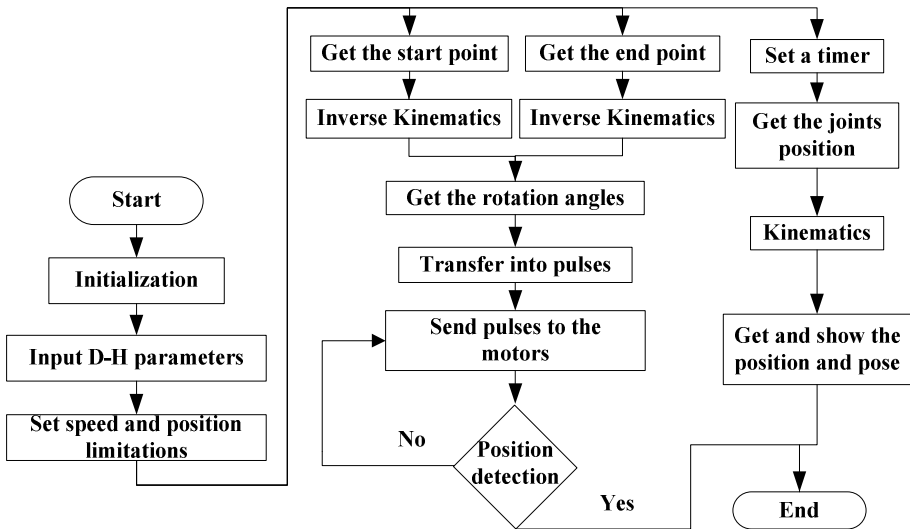 Start
Initialization
Input D-H parameters
Set speed and position
limitations
Get the start point
Inverse Kinematics
Get the end point
Inverse Kinematics
Get the rotation angles
Transfer into pulses
Send pulses to the
motors
Position
detection
No
Yes
Set a timer
Get the joints
position
Kinematics
Get and show the
position and pose
End